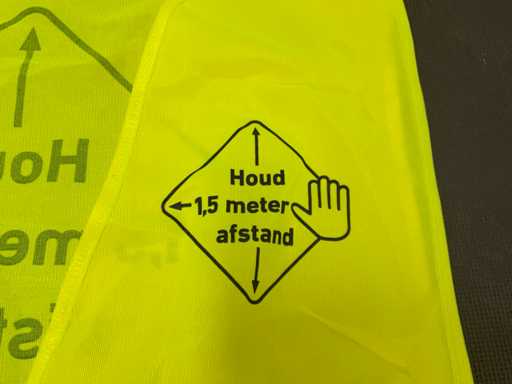 Houd
1,5 meter
afstand